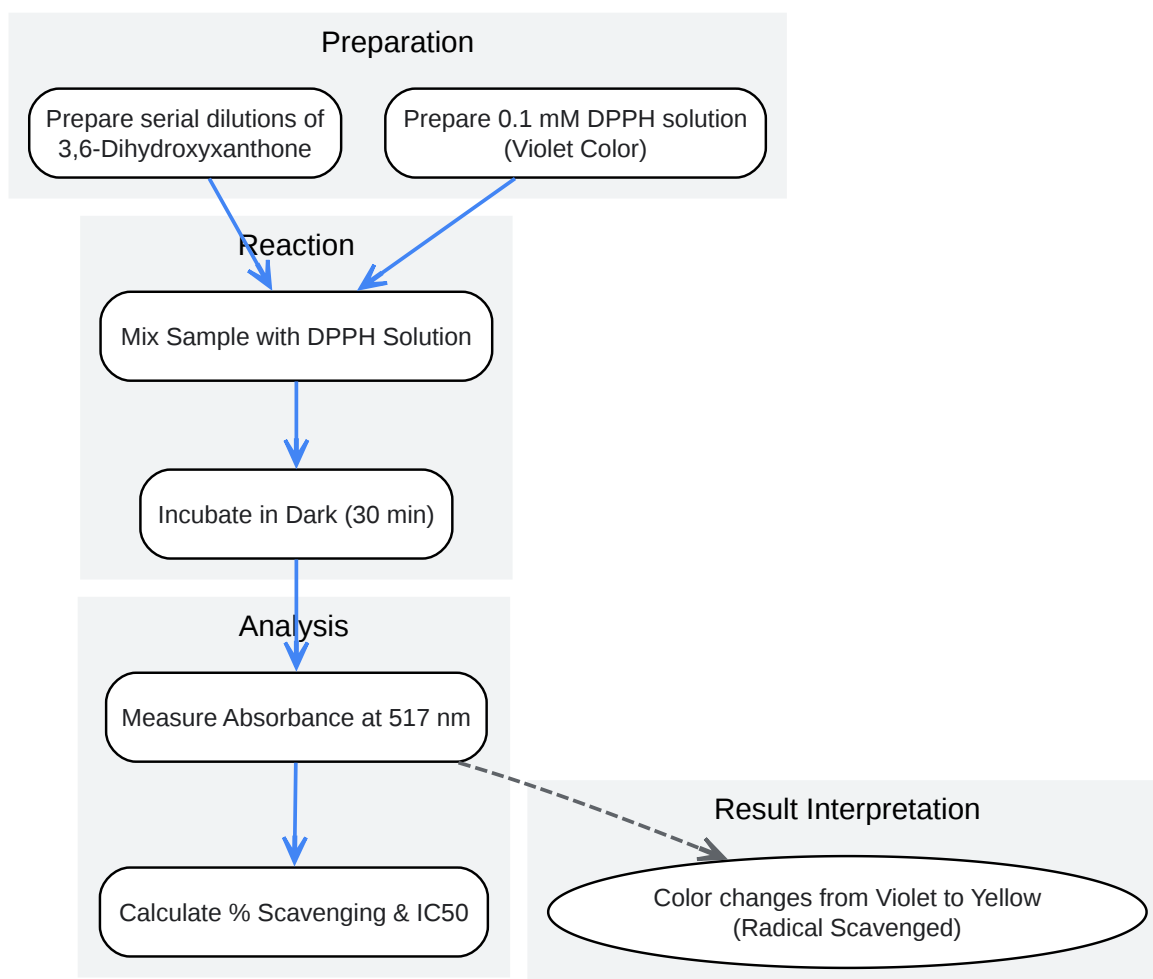 Preparation
Prepare serial dilutions of
3,6-Dihydroxyxanthone
Prepare 0.1 mM DPPH solution
(Violet Color)
Reaction
Mix Sample with DPPH Solution
Incubate in Dark (30 min)
Analysis
Measure Absorbance at 517 nm
Calculate % Scavenging & IC50
Result Interpretation
Color changes from Violet to Yellow
(Radical Scavenged)